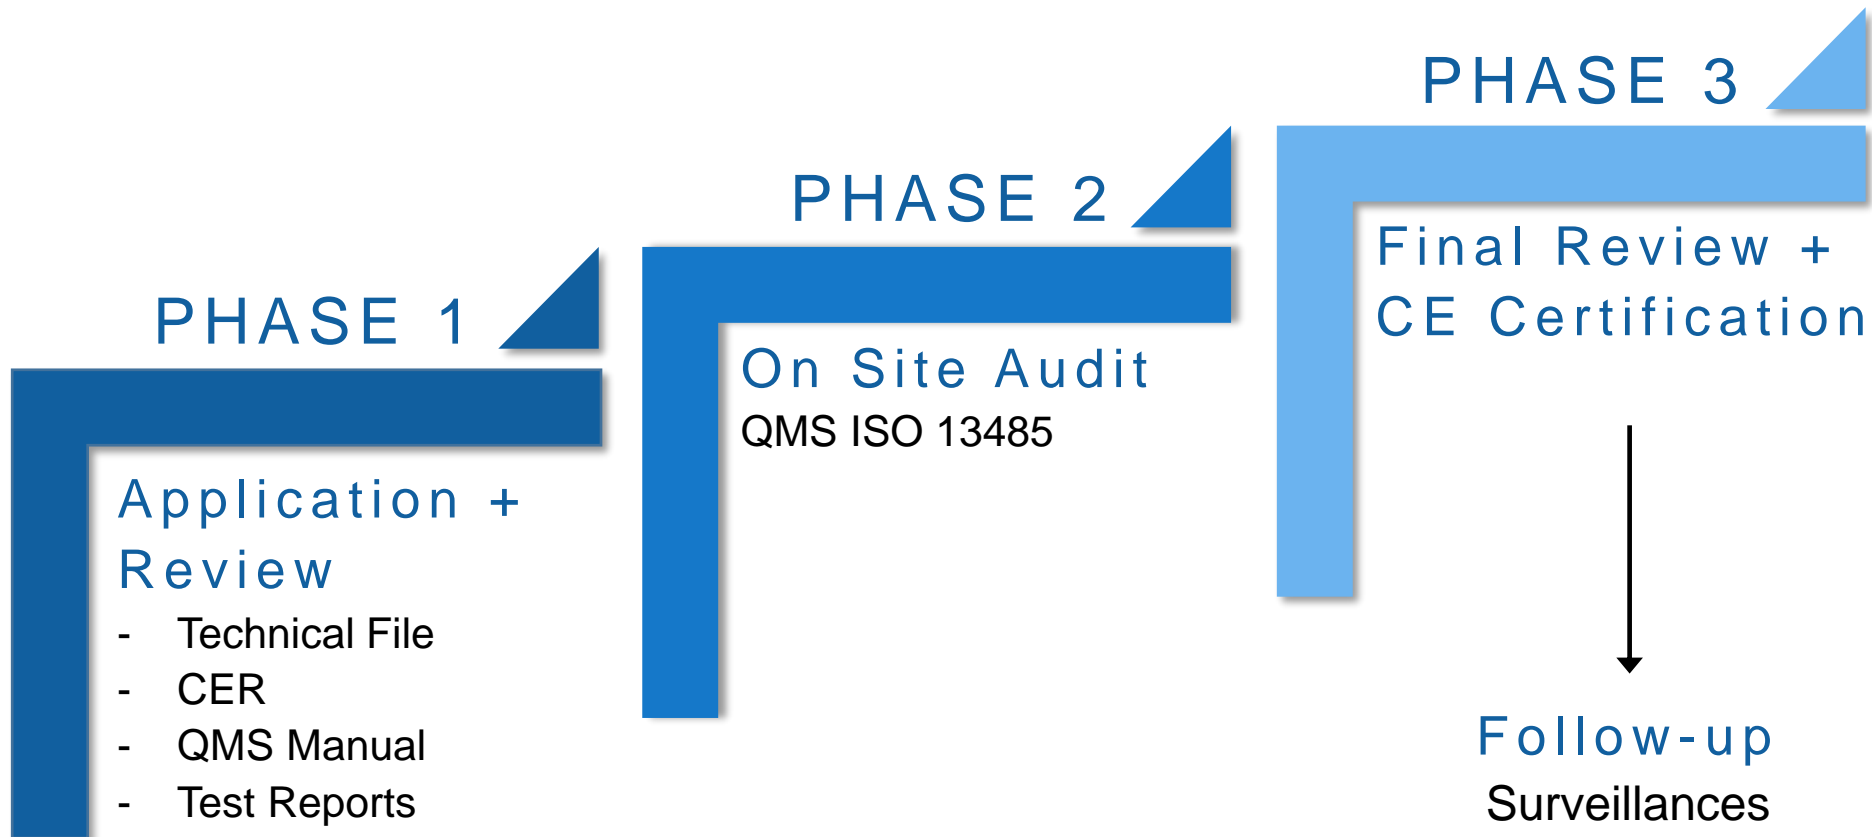 PHASE 1
Application +
Review
- Technical File
- CER
- QMS Manual
- Test Reports
PHASE 2
On Site Audit
QMS ISO 13485
PHASE 3
Final Review +
CE Certification
Follow-up
Surveillances